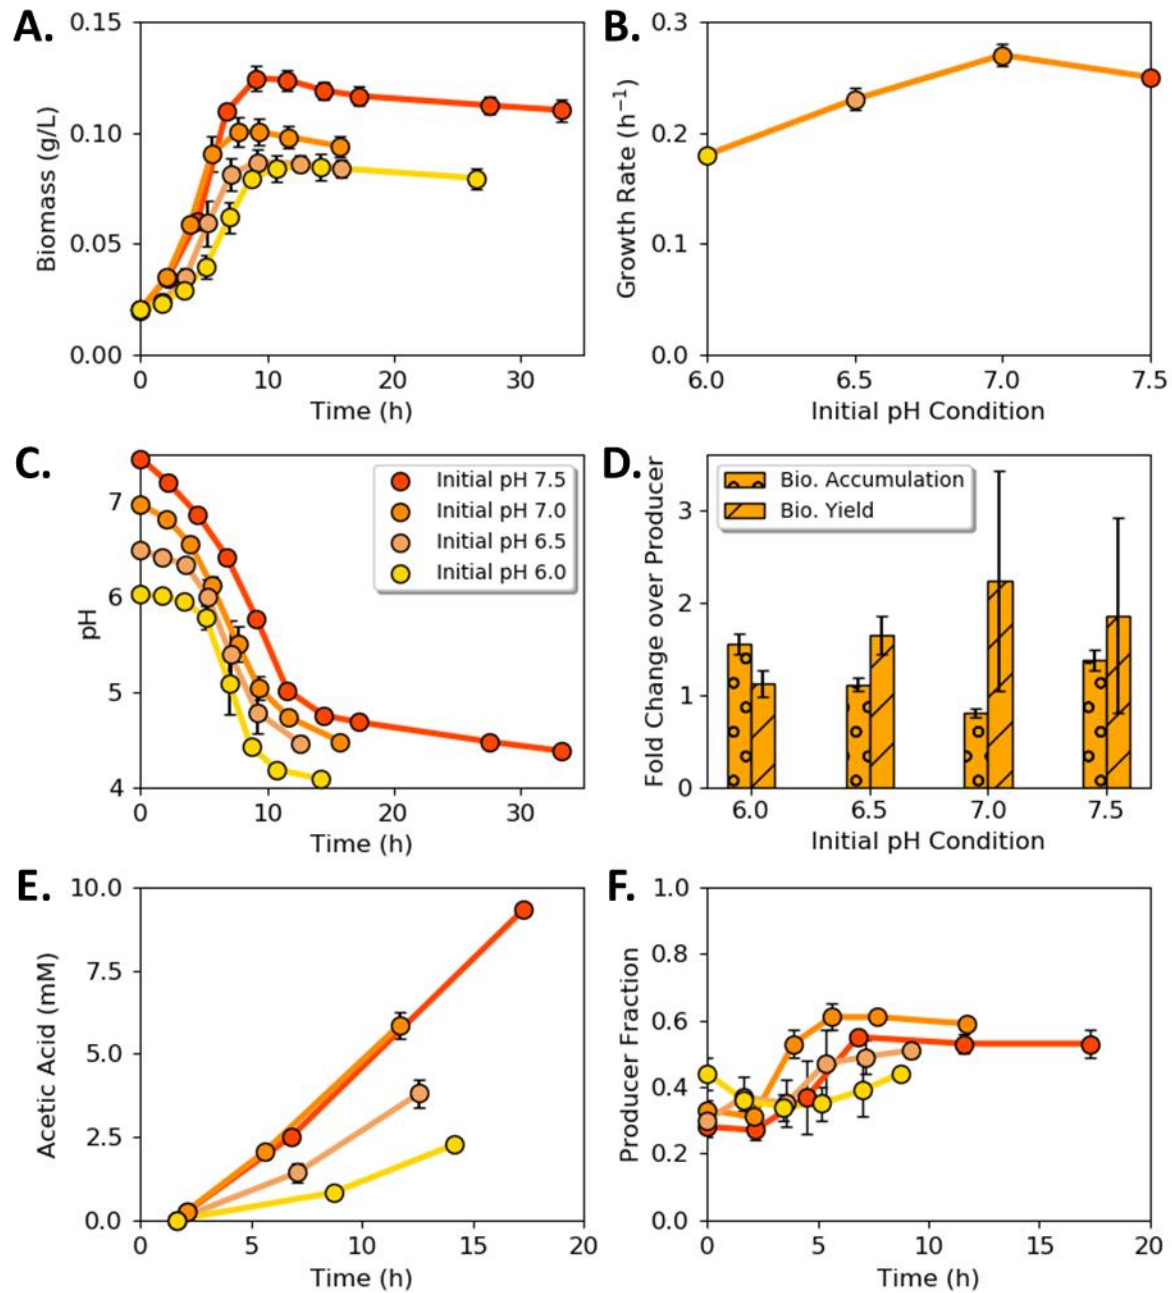 A.
0.15
0.10
0.05
0.00
Biomass (g/L)
0 10 20 30
Time (h)
B.
0.3
0.2
0.1
0.0
Growth Rate (h⁻¹)
6.0 6.5 7.0 7.5
Initial pH Condition
C.
7
6
5
4
pH
Initial pH 7.5
Initial pH 7.0
Initial pH 6.5
Initial pH 6.0
0 10 20 30
Time (h)
D.
3
2
1
0
Fold Change over Producer
Bio. Accumulation
Bio. Yield
6.0 6.5 7.0 7.5
Initial pH Condition
E.
10.0
7.5
5.0
2.5
0.0
Acetic Acid (mM)
0 5 10 15 20
Time (h)
F.
1.0
0.8
0.6
0.4
0.2
0.0
Producer Fraction
0 5 10 15 20
Time (h)